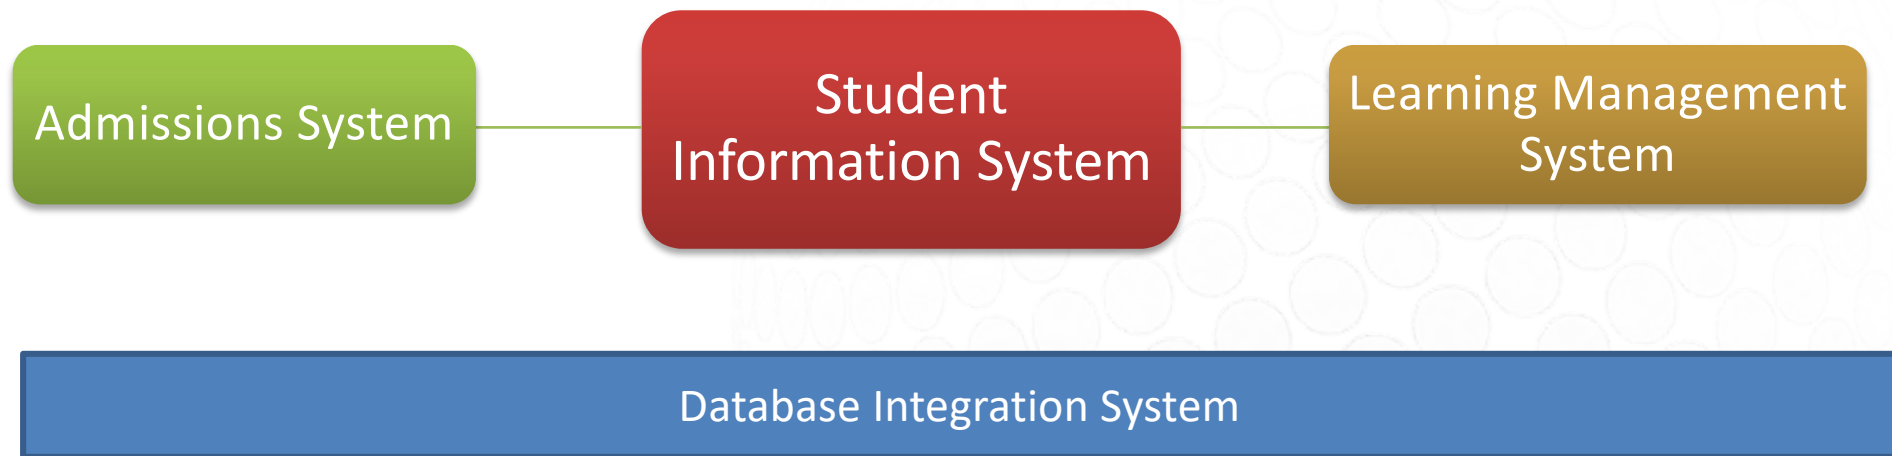 Admissions System
Student
Information System
Learning Management
System
Database Integration System